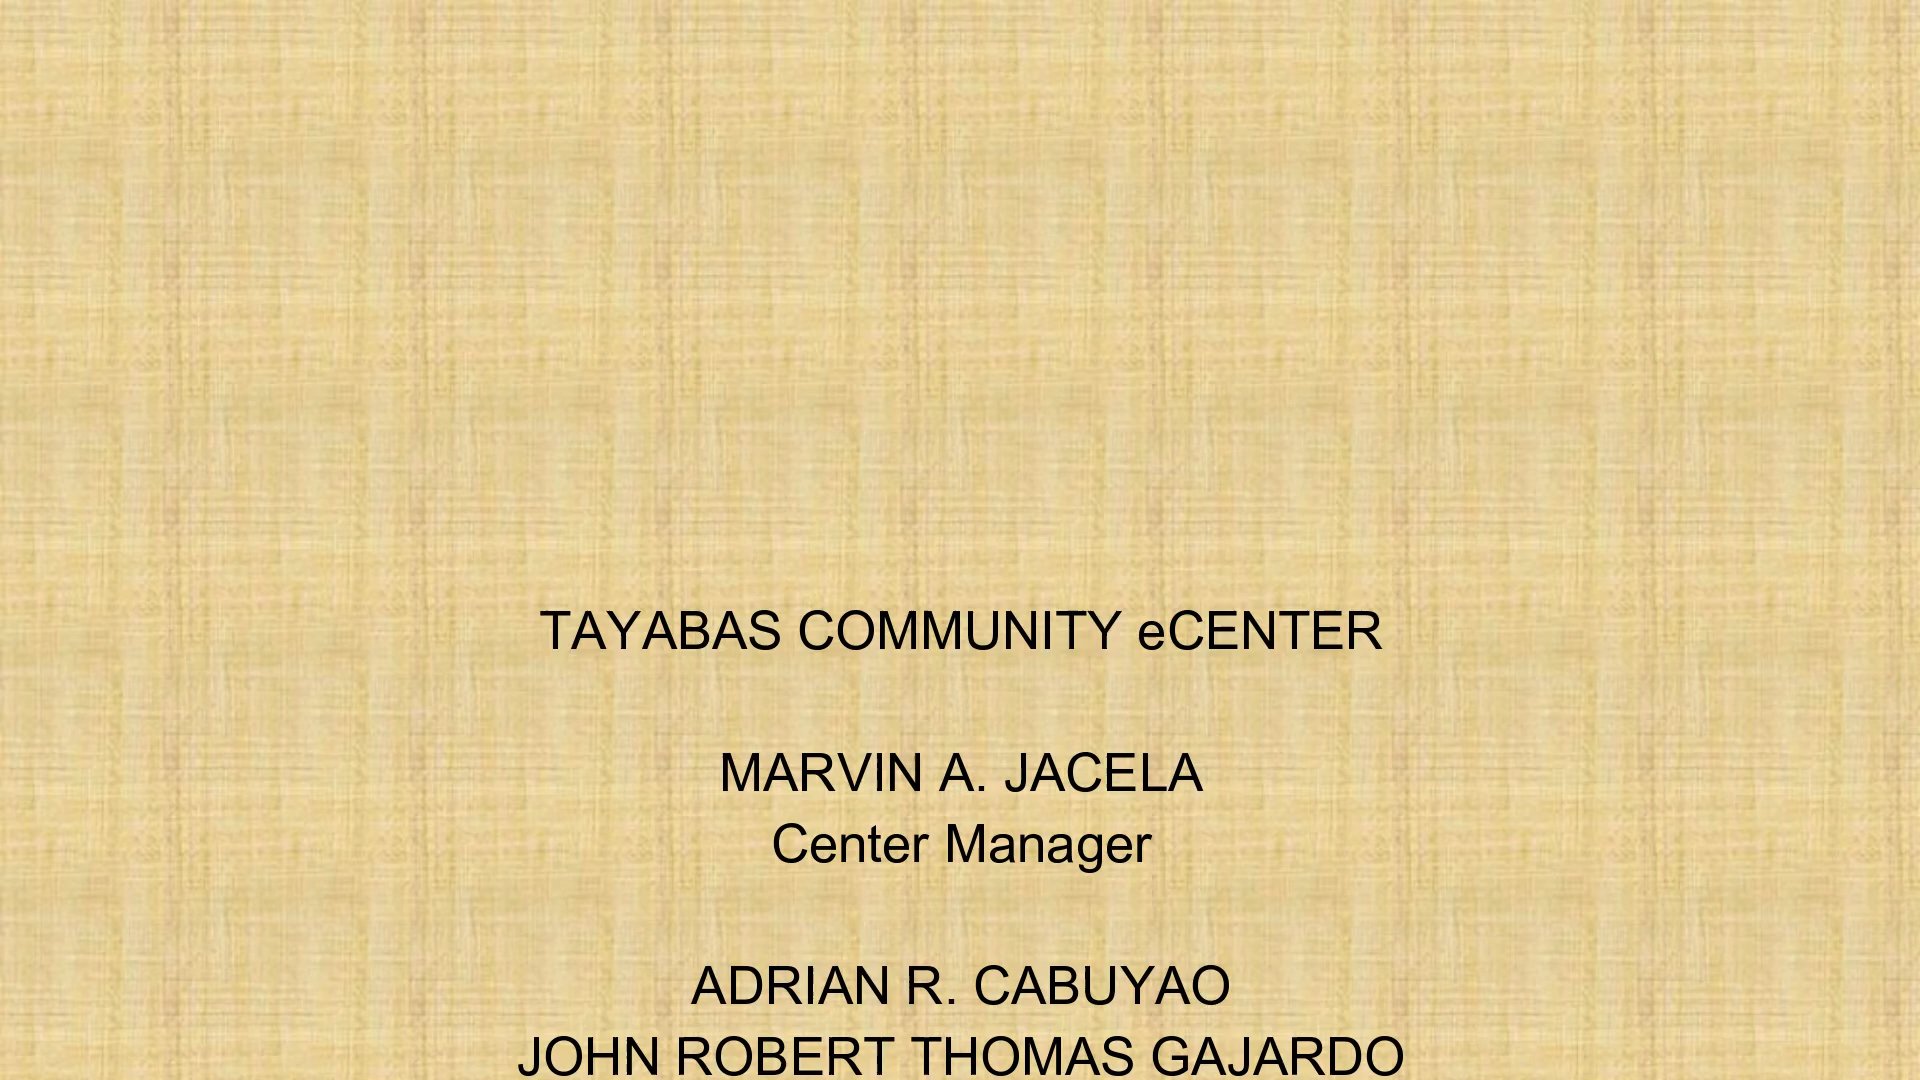 TAYABAS COMMUNITY eCENTER
MARVIN A. JACELA
Center Manager
ADRIAN R. CABUYAO
JOHN ROBERT THOMAS GAJARDO